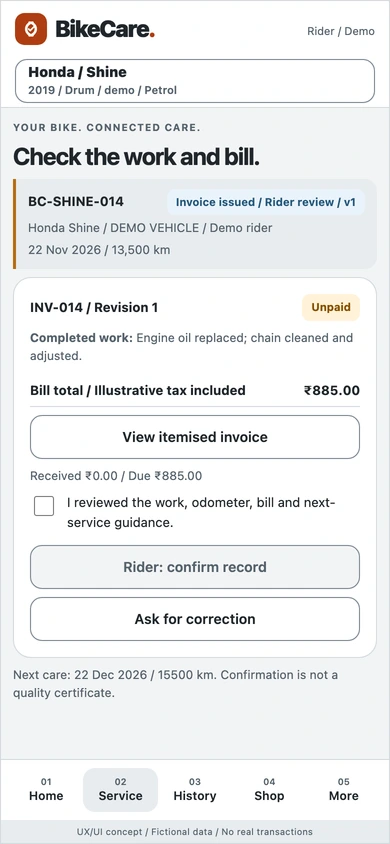 BikeCare.
Rider / Demo
Honda / Shine
2019 / Drum / demo / Petrol
YOUR BIKE. CONNECTED CARE.
Check the work and bill.
BC-SHINE-014
Invoice issued / Rider review / v1
Honda Shine / DEMO VEHICLE / Demo rider
22 Nov 2026 / 13,500 km
INV-014 / Revision 1
Unpaid
Completed work: Engine oil replaced; chain cleaned and
adjusted.
Bill total / Illustrative tax included
₹885.00
View itemised invoice
Received ₹0.00 / Due ₹885.00
I reviewed the work, odometer, bill and next-
service guidance.
Rider: confirm record
Ask for correction
Next care: 22 Dec 2026 / 15500 km. Confirmation is not a
quality certificate.
01 02 03 04 05
Home Service History Shop More
UX/UI concept / Fictional data / No real transactions